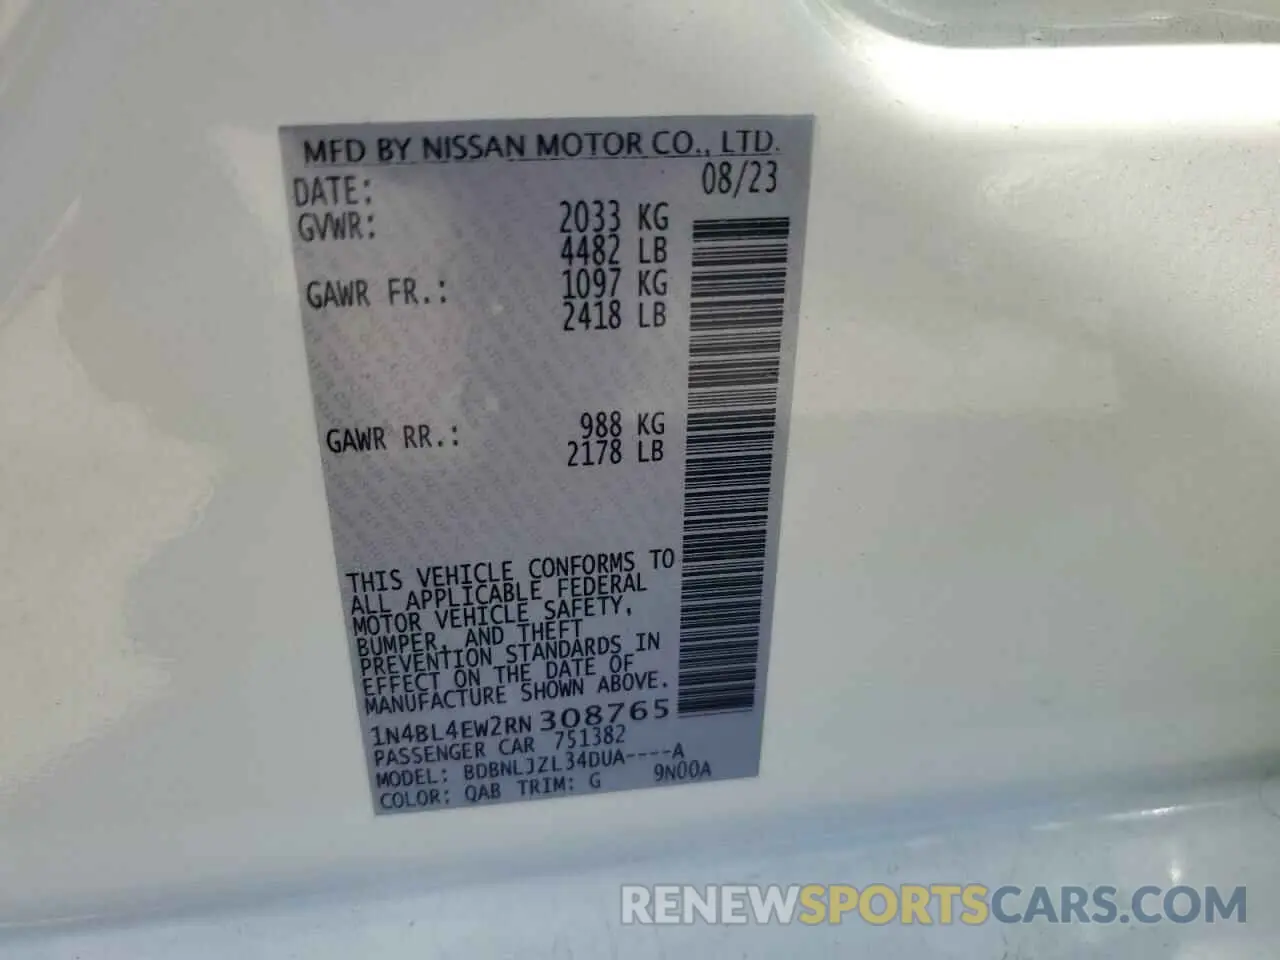 MFD BY NISSAN MOTOR CO., LTD.
DATE: 08/23
GVWR: 2033 KG
4482 LB
GAWR FR.: 1097 KG
2418 LB
GAWR RR.: 988 KG
2178 LB
THIS VEHICLE CONFORMS TO
ALL APPLICABLE FEDERAL
MOTOR VEHICLE SAFETY,
BUMPER, AND THEFT
PREVENTION STANDARDS IN
EFFECT ON THE DATE OF
MANUFACTURE SHOWN ABOVE.
1N4BL4EW2RN308765
PASSENGER CAR 751382
MODEL: BDBNLJZL34DUA----A
COLOR: QAB TRIM: G 9N00A
RENEWSPORTSCARS.COM